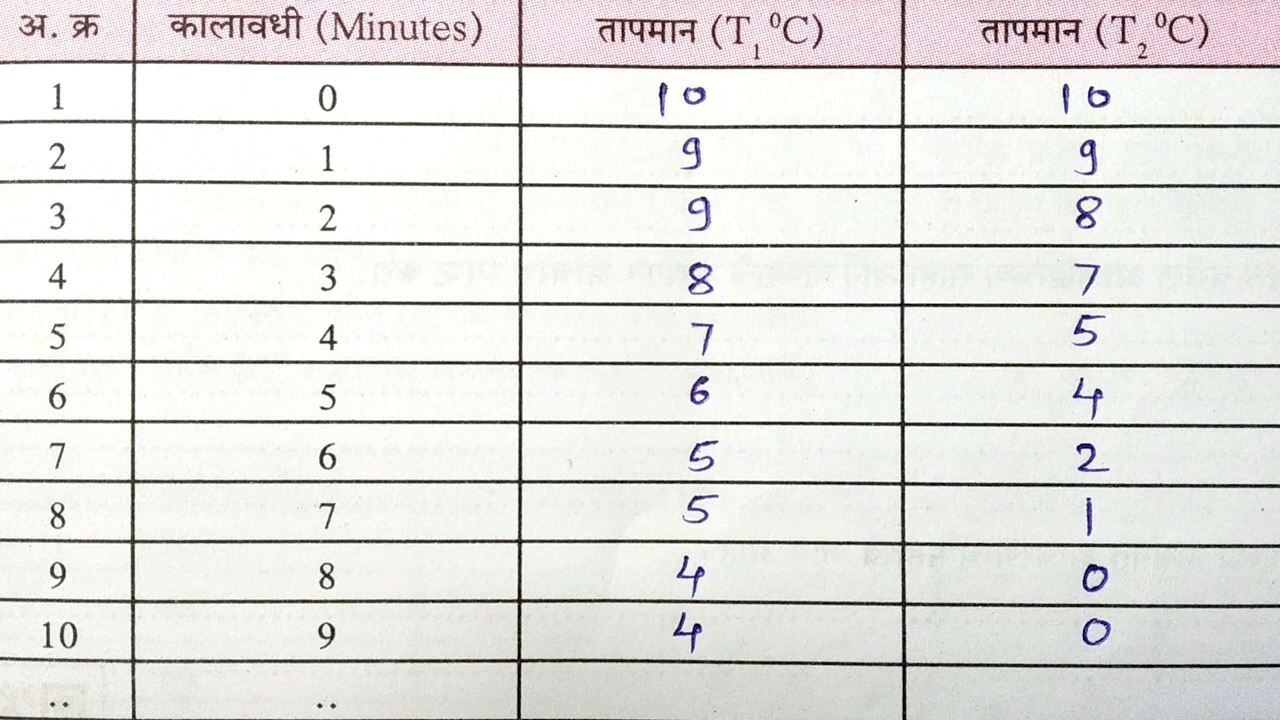 अ. क्र कालावधी (Minutes) तापमान (T₁ ⁰C) तापमान (T₂ ⁰C)
1 0 10 10
2 1 9 9
3 2 9 8
4 3 8 7
5 4 7 5
6 5 6 4
7 6 5 2
8 7 5 1
9 8 4 0
10 9 4 0
.. ..